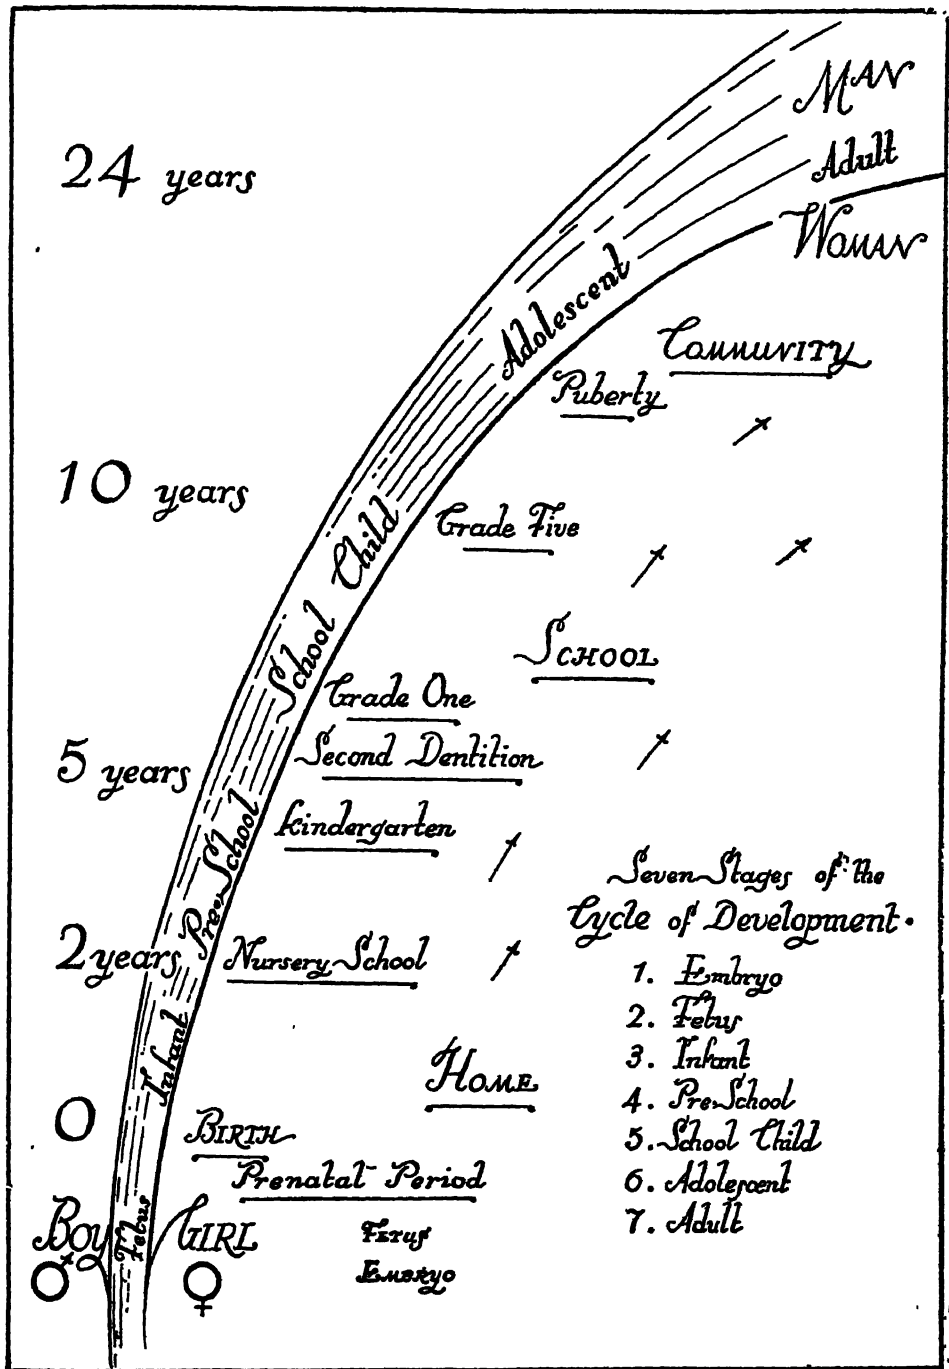 MAN
24 years
Adult
WOMAN
Adolescent
COMMUNITY
Puberty
10 years
Grade Five
School Child
SCHOOL
Grade One
Second Dentition
5 years
Kindergarten
Pre-School
Seven Stages of the
Cycle of Development.
2 years
Nursery School
1. Embryo
2. Fetus
3. Infant
4. Pre-School
5. School Child
6. Adolescent
7. Adult
Infant
HOME
0
BIRTH
Prenatal Period
Fetus
BOY
GIRL
FETUS
EMBRYO
♂
♀